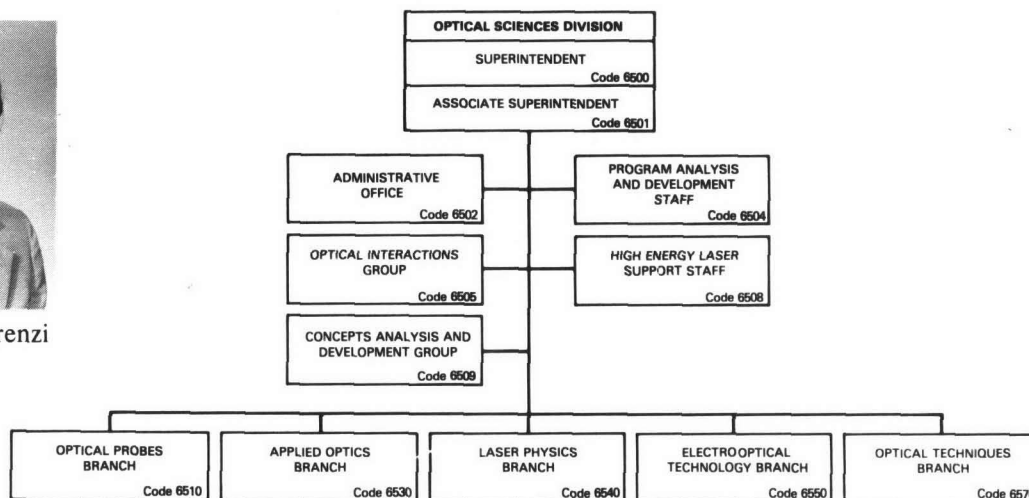 OPTICAL SCIENCES DIVISION
SUPERINTENDENT
Code 6500
ASSOCIATE SUPERINTENDENT
Code 6501
ADMINISTRATIVE
OFFICE
Code 6502
PROGRAM ANALYSIS
AND DEVELOPMENT
STAFF
Code 6504
OPTICAL INTERACTIONS
GROUP
Code 6505
HIGH ENERGY LASER
SUPPORT STAFF
Code 6508
renzi
CONCEPTS ANALYSIS AND
DEVELOPMENT GROUP
Code 6509
OPTICAL PROBES
BRANCH
Code 6510
APPLIED OPTICS
BRANCH
Code 6530
LASER PHYSICS
BRANCH
Code 6540
ELECTROOPTICAL
TECHNOLOGY BRANCH
Code 6550
OPTICAL TECHNIQUES
BRANCH
Code 657